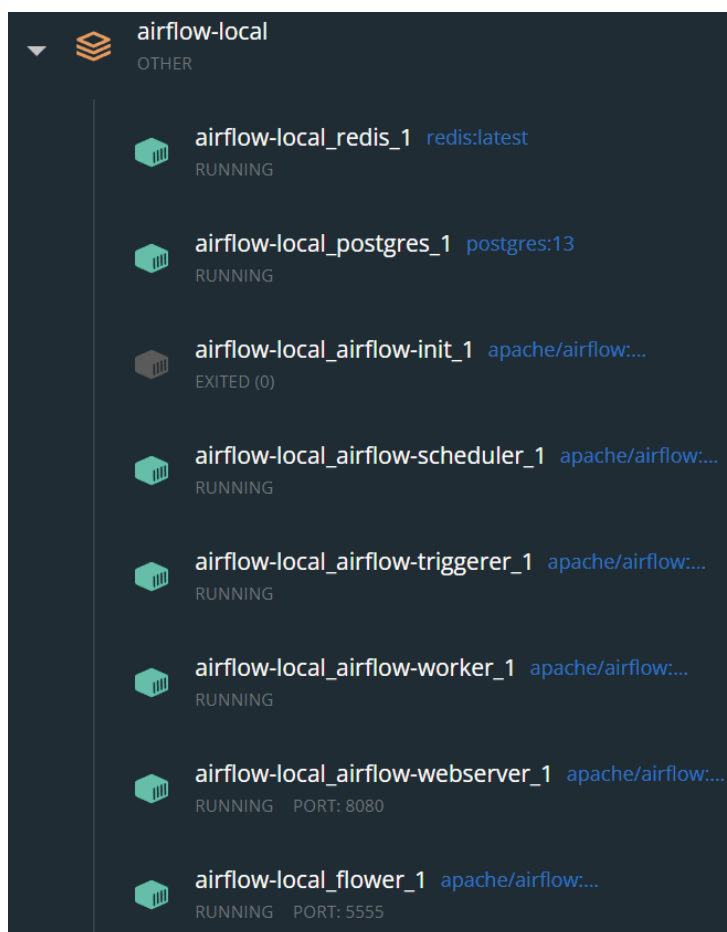 airflow-local
OTHER
airflow-local_redis_1 redis:latest
RUNNING
airflow-local_postgres_1 postgres:13
RUNNING
airflow-local_airflow-init_1 apache/airflow:...
EXITED (0)
airflow-local_airflow-scheduler_1 apache/airflow:...
RUNNING
airflow-local_airflow-triggerer_1 apache/airflow:...
RUNNING
airflow-local_airflow-worker_1 apache/airflow:...
RUNNING
airflow-local_airflow-webserver_1 apache/airflow:...
RUNNING PORT: 8080
airflow-local_flower_1 apache/airflow:...
RUNNING PORT: 5555